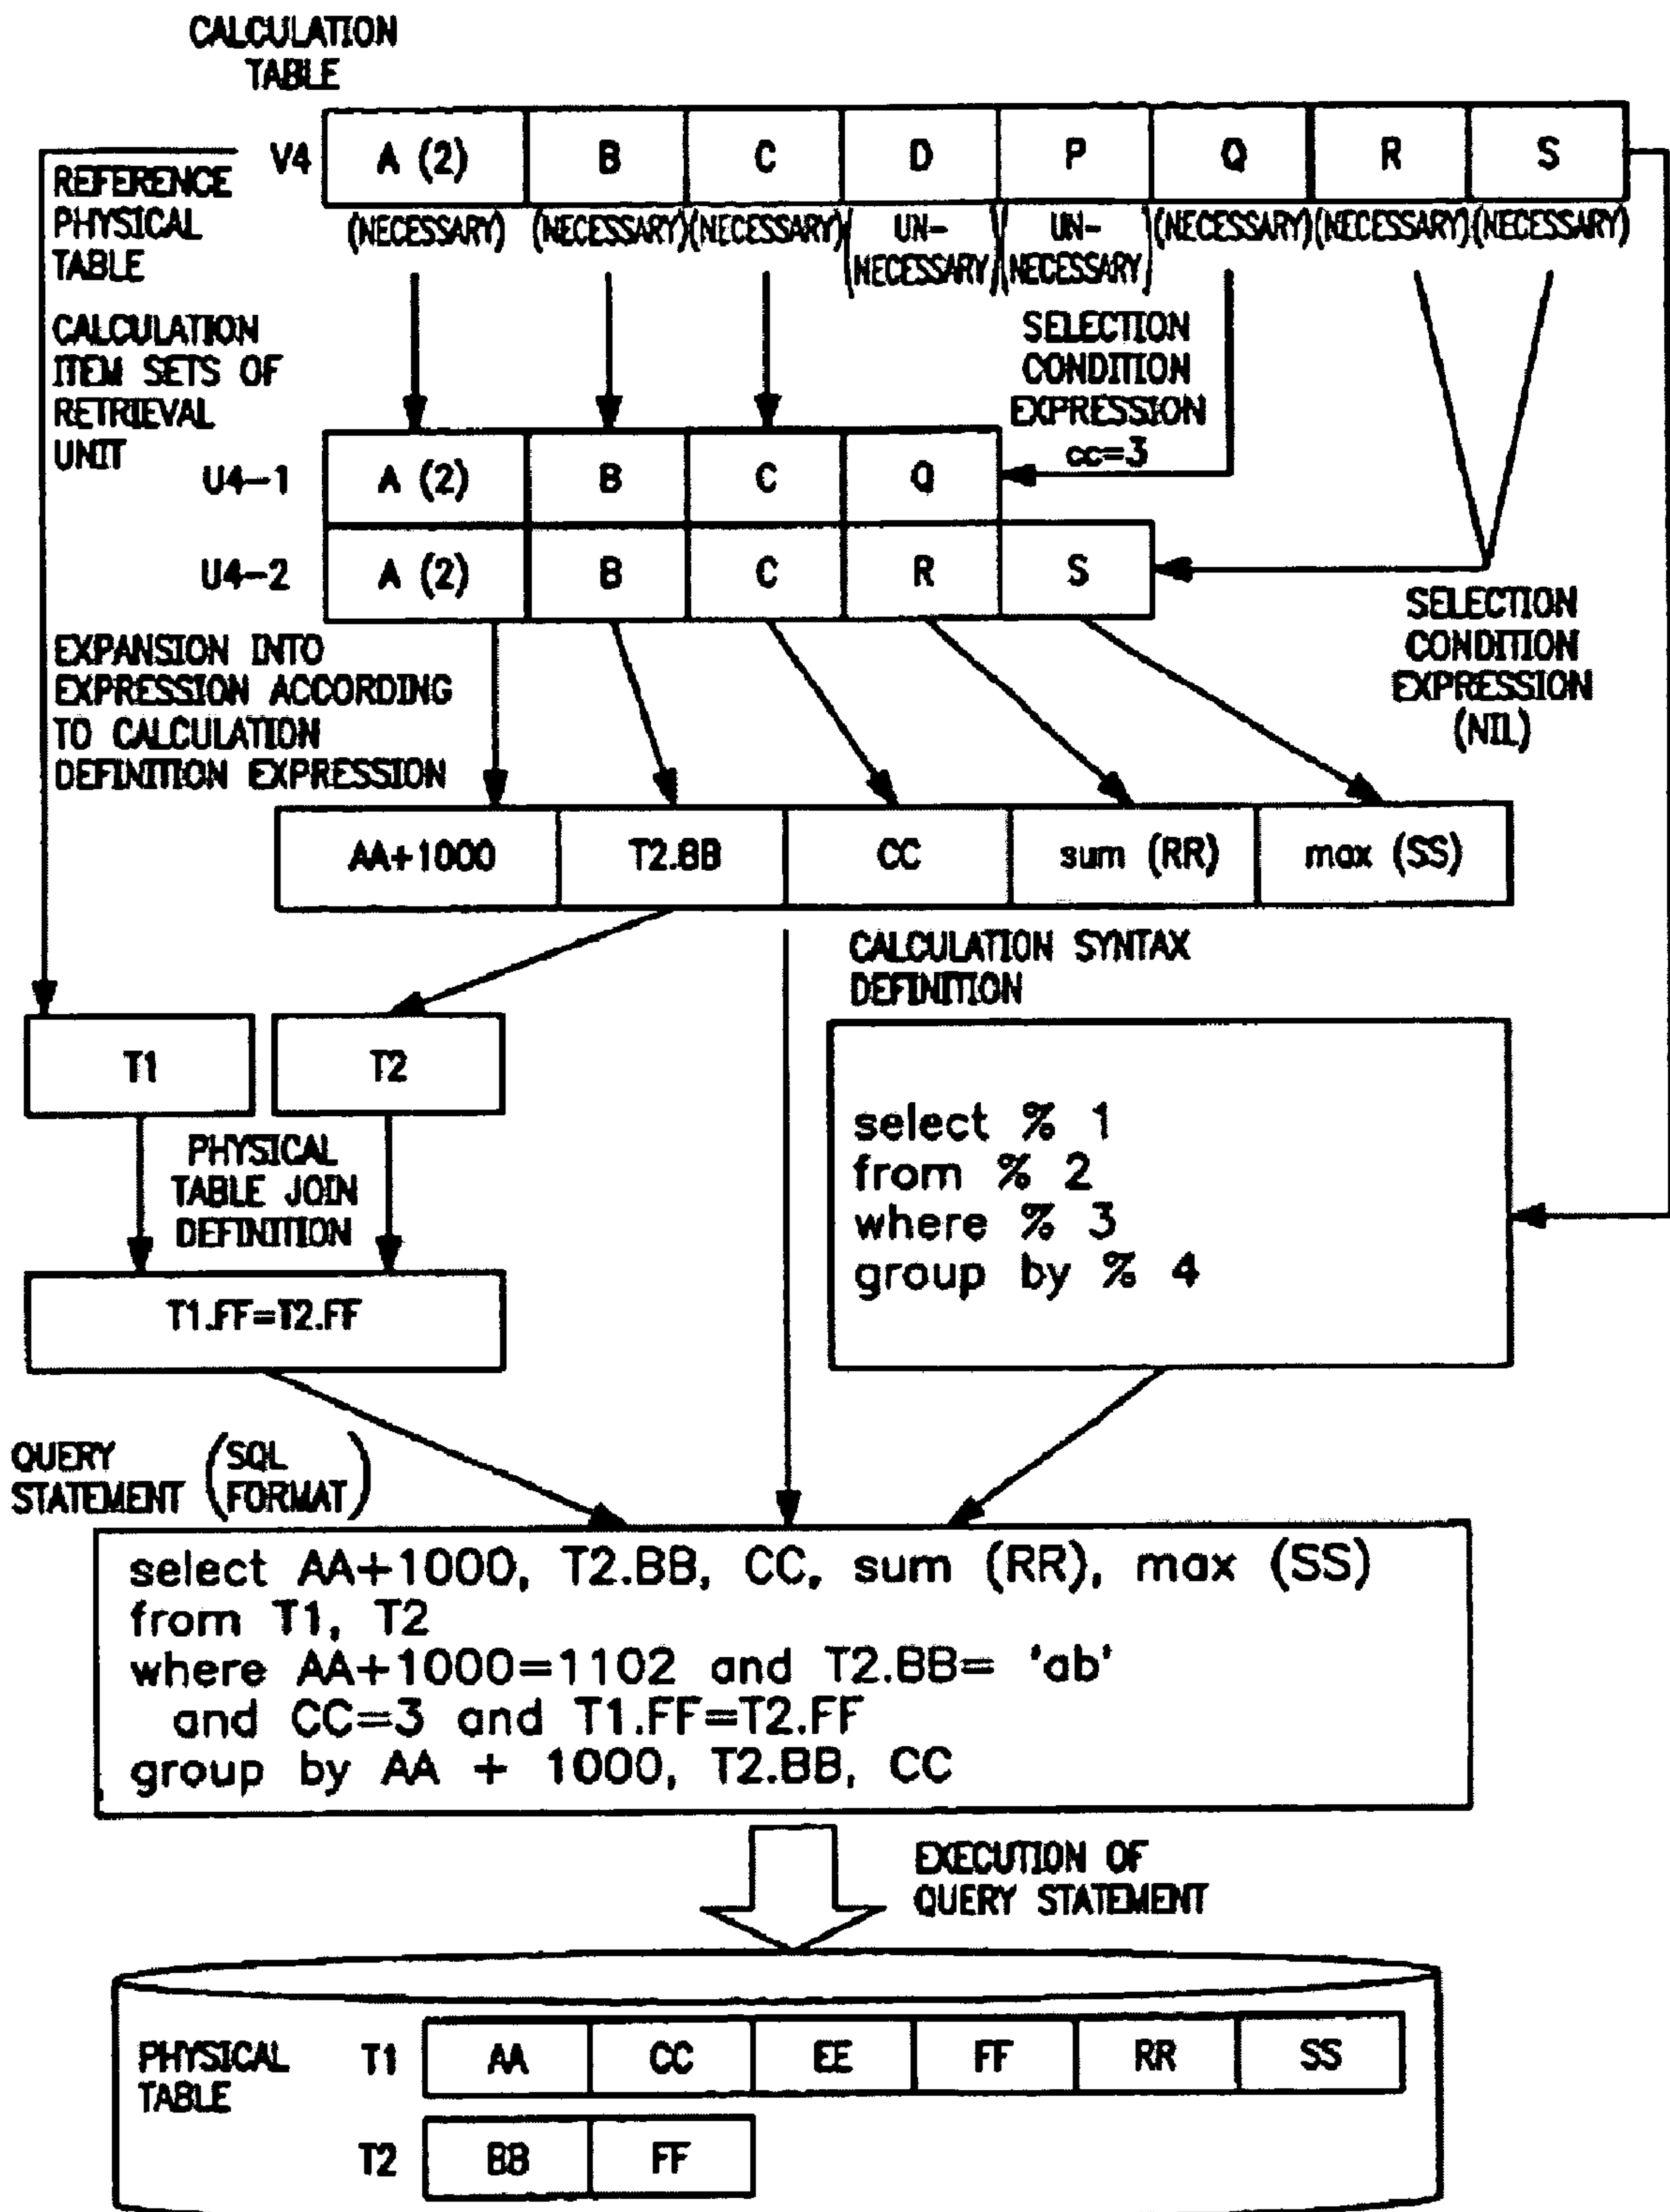 CALCULATION
TABLE
V4 A (2) B C D P Q R S
REFERENCE
PHYSICAL
TABLE
(NECESSARY) (NECESSARY) (NECESSARY) (UN-
NECESSARY) (UN-
NECESSARY) (NECESSARY) (NECESSARY) (NECESSARY)
CALCULATION
ITEM SETS OF
RETRIEVAL
UNIT
SELECTION
CONDITION
EXPRESSION
cc=3
U4-1 A (2) B C Q
U4-2 A (2) B C R S
SELECTION
CONDITION
EXPRESSION
(NIL)
EXPANSION INTO
EXPRESSION ACCORDING
TO CALCULATION
DEFINITION EXPRESSION
AA+1000 T2.BB CC sum (RR) max (SS)
CALCULATION SYNTAX
DEFINITION
T1 T2
PHYSICAL
TABLE JOIN
DEFINITION
select % 1
from % 2
where % 3
group by % 4
T1.FF=T2.FF
QUERY
STATEMENT (SQL
FORMAT)
select AA+1000, T2.BB, CC, sum (RR), max (SS)
from T1, T2
where AA+1000=1102 and T2.BB= 'ab'
and CC=3 and T1.FF=T2.FF
group by AA + 1000, T2.BB, CC
EXECUTION OF
QUERY STATEMENT
PHYSICAL
TABLE
T1 AA CC EE FF RR SS
T2 BB FF